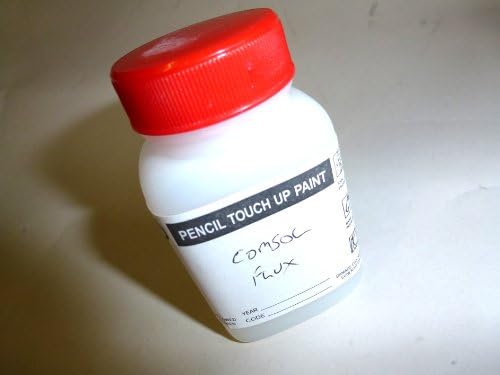 PENCIL TOUCH UP PAINT
COMSOL
FLUX
YEAR
CODE